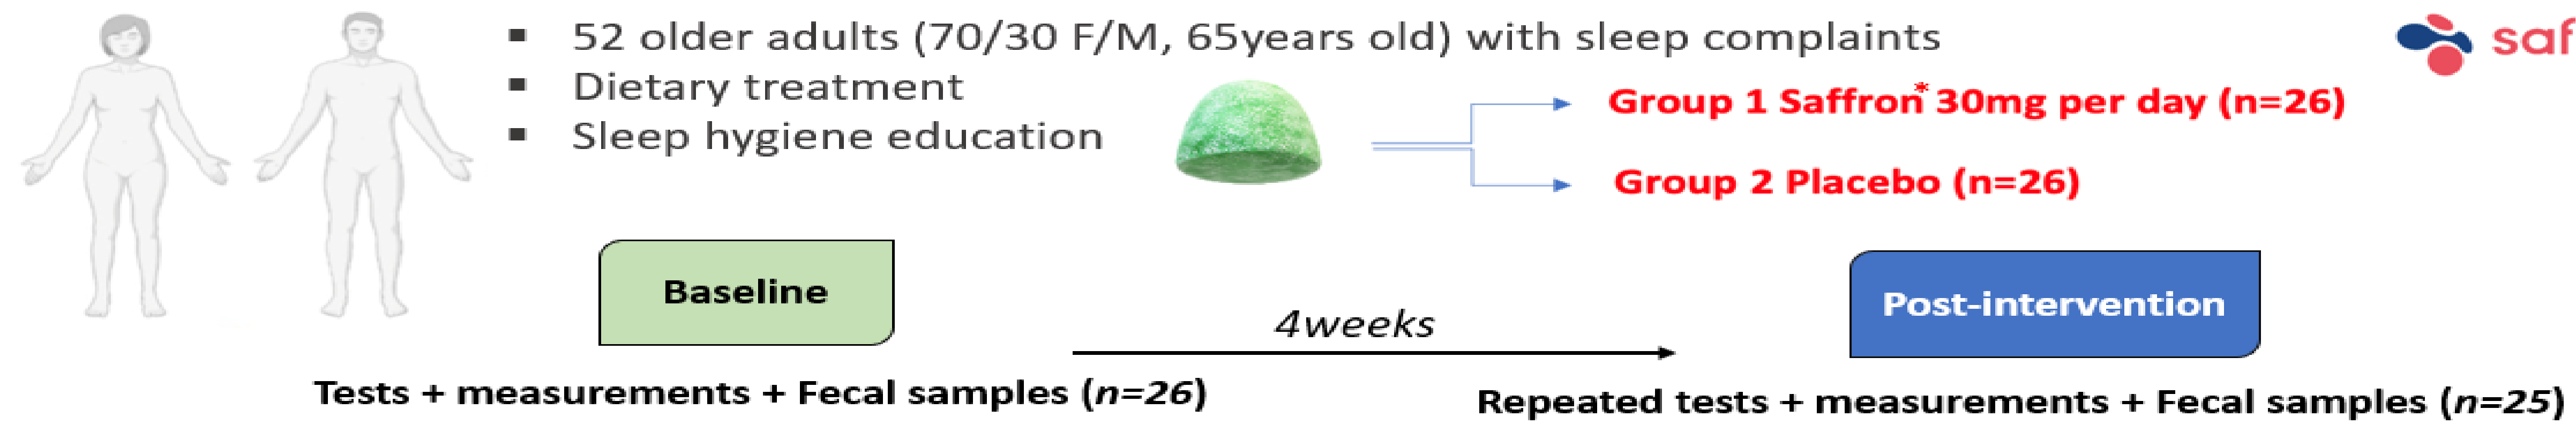 ▪ 52 older adults (70/30 F/M, 65years old) with sleep complaints
▪ Dietary treatment
▪ Sleep hygiene education
saf
Group 1 Saffron* 30mg per day (n=26)
Group 2 Placebo (n=26)
Baseline
4weeks
Post-intervention
Tests + measurements + Fecal samples (n=26)
Repeated tests + measurements + Fecal samples (n=25)